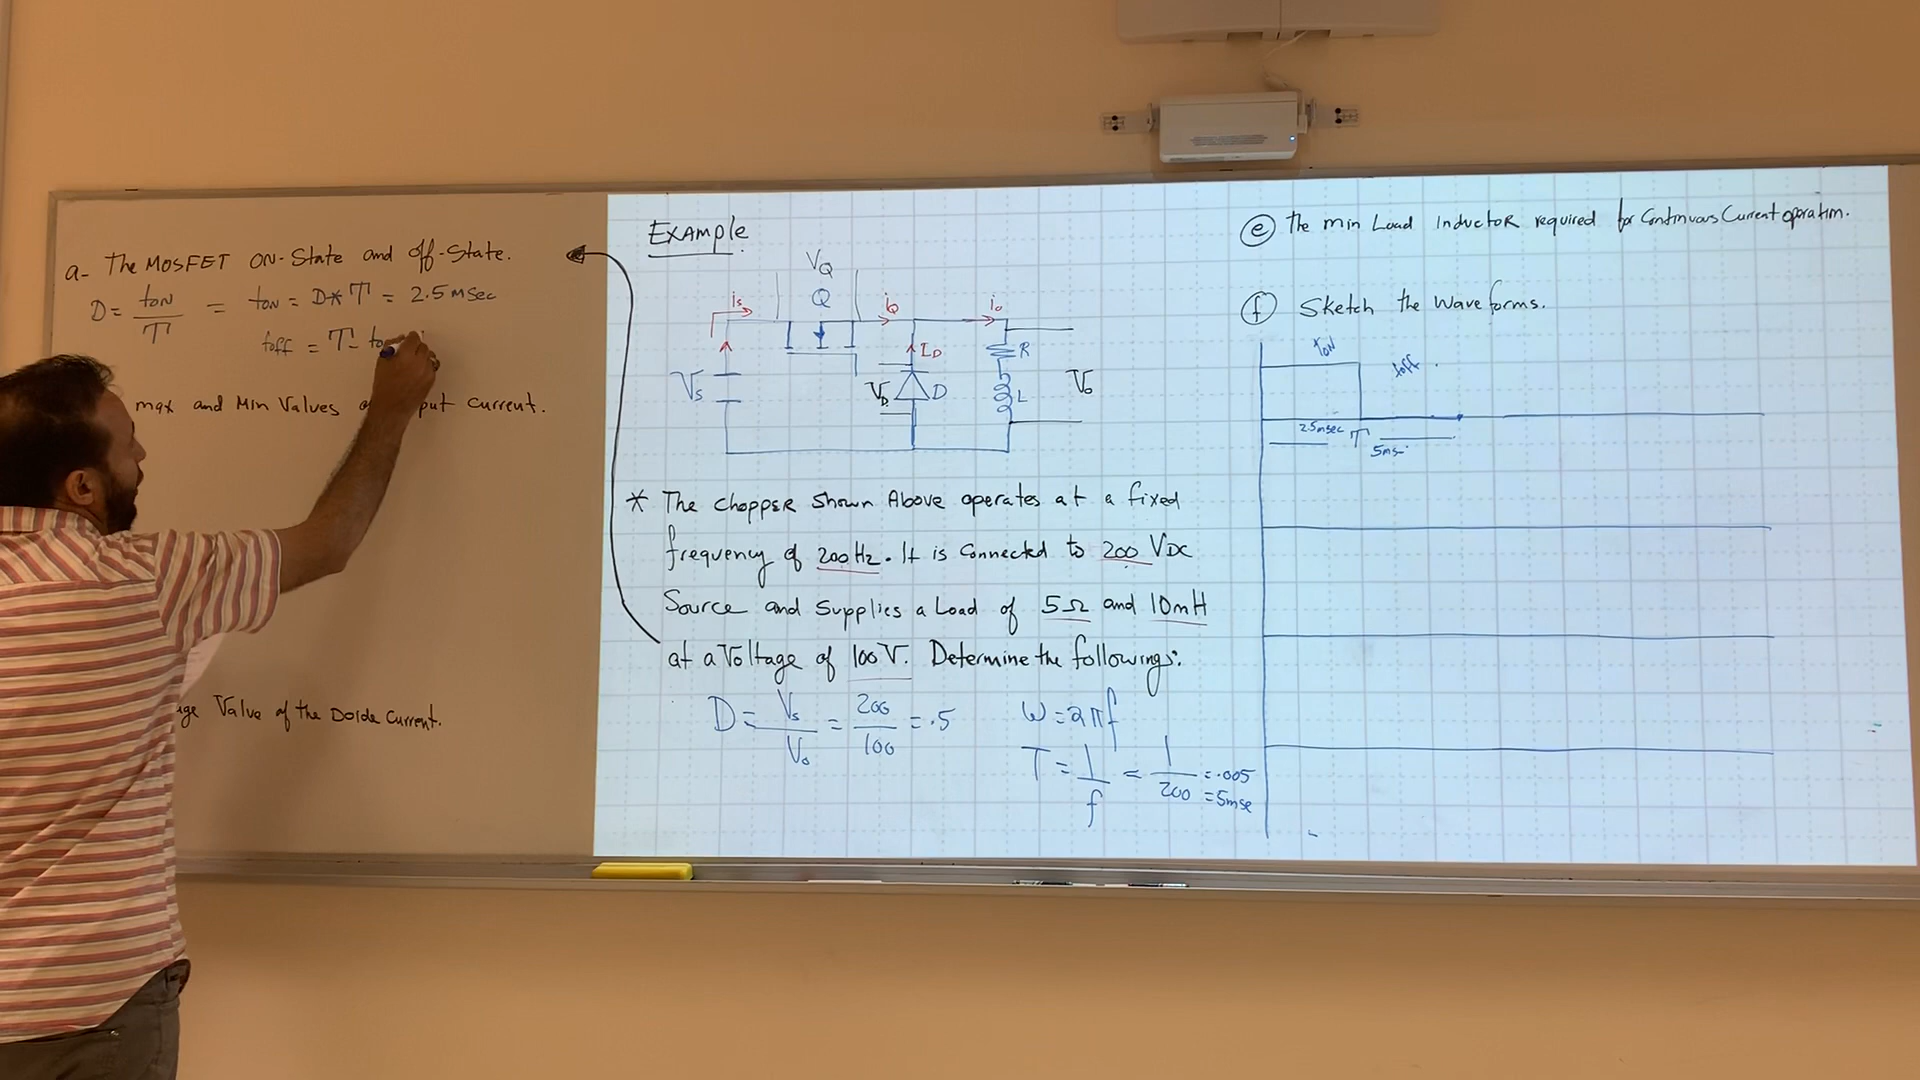 a- The MOSFET ON-State and off-State.
D = ton / T = ton = D* T = 2.5 msec
toff = T - to
max and Min Values
put Current.
Value of the Doide Current.
Example:
VQ
Q
is
iQ
io
ID
R
Vs
VD
D
L
Vo
* The Chopper Shown Above operates at a fixed
frequency of 200 Hz. It is Connected to 200 VDC
Source and Supplies a Load of 5Ω and 10mH
at a Voltage of 100 V. Determine the followings:
D = Vs / Vo = 200 / 100 = .5
W = 2πf
T = 1 / f = 1 / 200 = .005
= 5mse
e The min Load Inductor required for Continuous Current operation.
f Sketch the Wave forms.
ton
toff
2.5msec
T
5ms